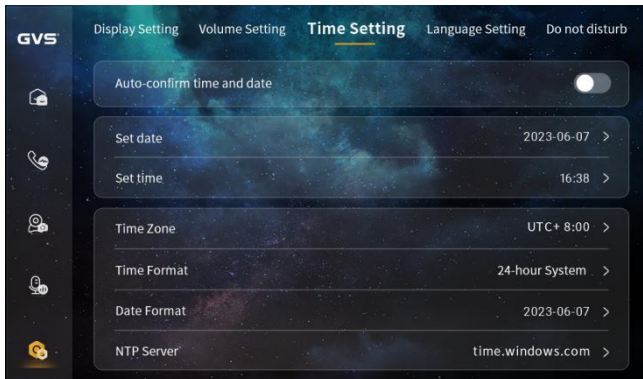 GVS
Display Setting Volume Setting Time Setting Language Setting Do not disturb
Auto-confirm time and date
Set date 2023-06-07 >
Set time 16:38 >
Time Zone UTC+ 8:00 >
Time Format 24-hour System >
Date Format 2023-06-07 >
NTP Server time.windows.com >